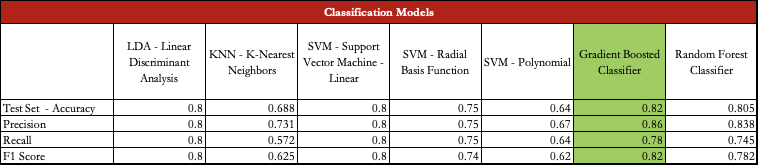 Classification Models
LDA - Linear Discriminant Analysis KNN - K-Nearest Neighbors SVM - Support Vector Machine - Linear SVM - Radial Basis Function SVM - Polynomial Gradient Boosted Classifier Random Forest Classifier
Test Set - Accuracy 0.8 0.688 0.8 0.75 0.64 0.82 0.805
Precision 0.8 0.731 0.8 0.75 0.67 0.86 0.838
Recall 0.8 0.572 0.8 0.75 0.64 0.78 0.745
F1 Score 0.8 0.625 0.8 0.74 0.62 0.82 0.782